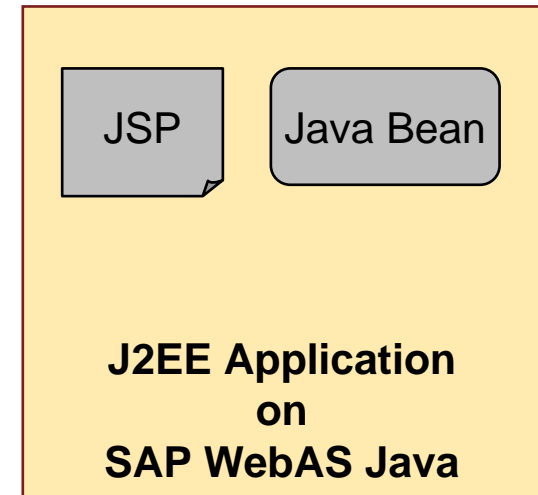 JSP
Java Bean
J2EE Application
on
SAP WebAS Java